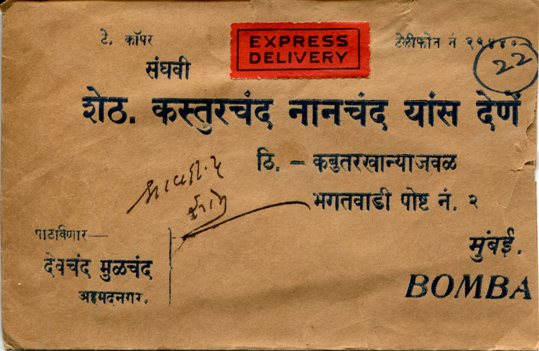 टे. कॉपर
EXPRESS
DELIVERY
टेलीफोन नं
22
संघवी
शेठ. कस्तुरचंद नानचंद यांस देणें
ठि. – कबुतरखान्याजवळ
भगतवाडी पोष्ट नं. २
मुंबई.
BOMBA
पाठविणार—
देवचंद मुळचंद
अहमदनगर.